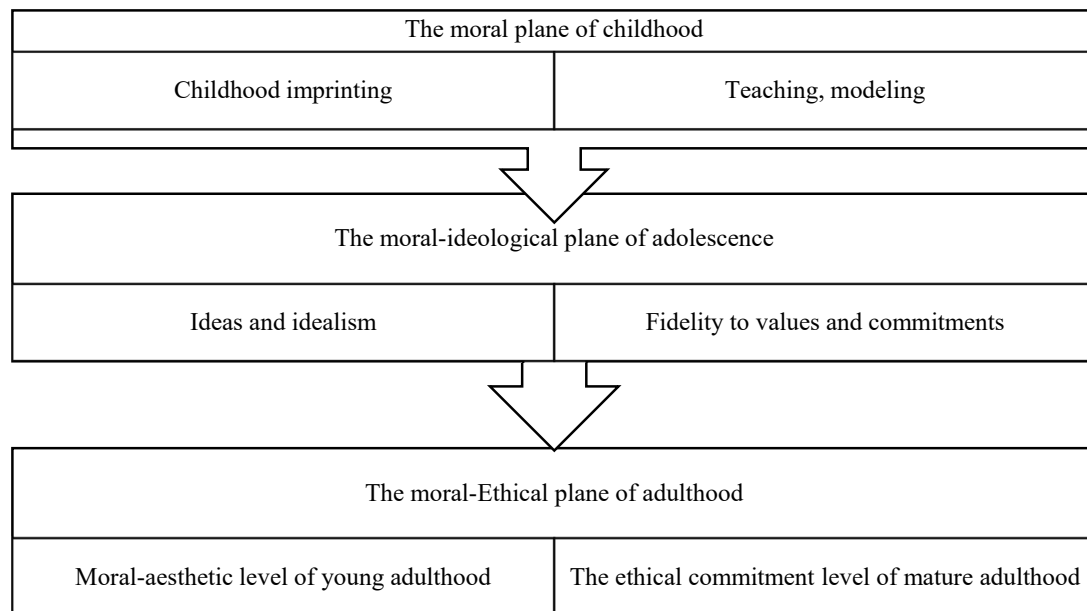 The moral plane of childhood
Childhood imprinting
Teaching, modeling
The moral-ideological plane of adolescence
Ideas and idealism
Fidelity to values and commitments
The moral-Ethical plane of adulthood
Moral-aesthetic level of young adulthood
The ethical commitment level of mature adulthood